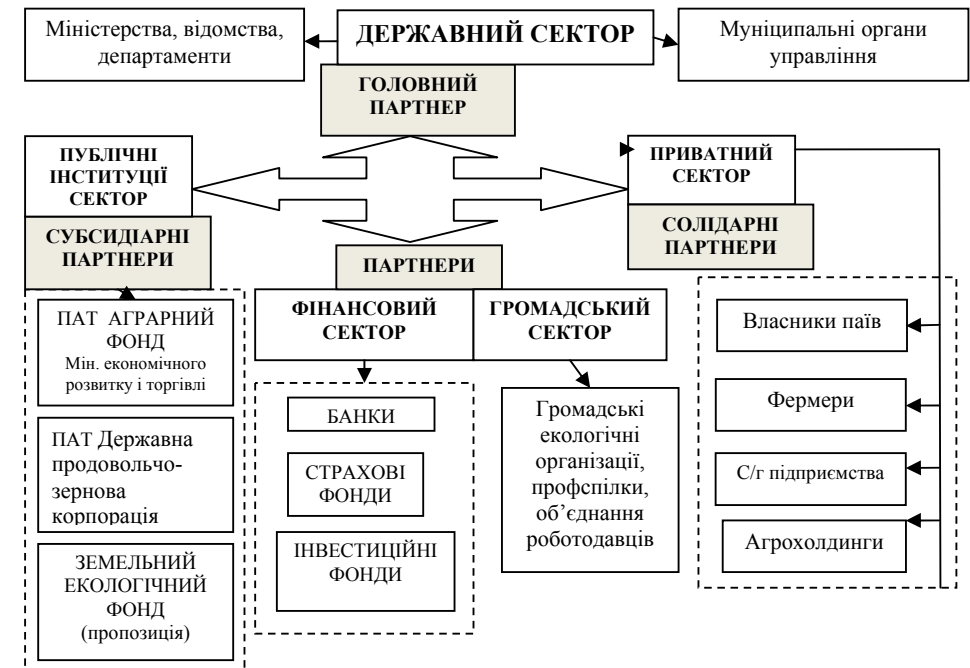 Міністерства, відомства,
департаменти
ДЕРЖАВНИЙ СЕКТОР
Муніципальні органи
управління
ГОЛОВНИЙ
ПАРТНЕР
ПУБЛІЧНІ
ІНСТИТУЦІЇ
СЕКТОР
СУБСИДІАРНІ
ПАРТНЕРИ
ПРИВАТНИЙ
СЕКТОР
СОЛІДАРНІ
ПАРТНЕРИ
ПАРТНЕРИ
ФІНАНСОВИЙ
СЕКТОР
ГРОМАДСЬКИЙ
СЕКТОР
ПАТ АГРАРНИЙ
ФОНД
Мін. економічного
розвитку і торгівлі
ПАТ Державна
продовольчо-
зернова
корпорація
ЗЕМЕЛЬНИЙ
ЕКОЛОГІЧНИЙ
ФОНД
(пропозиція)
БАНКИ
СТРАХОВІ
ФОНДИ
ІНВЕСТИЦІЙНІ
ФОНДИ
Громадські
екологічні
організації,
профспілки,
об’єднання
роботодавців
Власники паїв
Фермери
С/г підприємства
Агрохолдинги